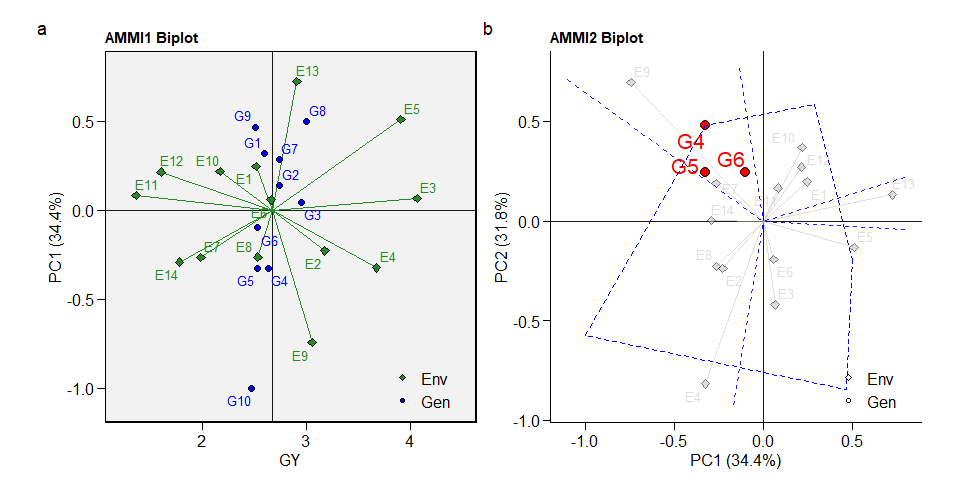 a
AMMI1 Biplot
E13
G8
E5
G9
G1
G7
E12
E10
G2
E1
E11
E3
G3
E6
G6
E7
E8
E2
E4
E14
G5
G4
E9
G10
Env
Gen
0.5
0.0
-0.5
-1.0
PC1 (34.4%)
2
3
4
GY
b
AMMI2 Biplot
E9
G4
E10
G5
G6
E12
E7
E1
E13
E11
E14
E5
E8
E2
E6
E3
E4
Env
Gen
0.5
0.0
-0.5
-1.0
PC2 (31.8%)
-1.0
-0.5
0.0
0.5
PC1 (34.4%)